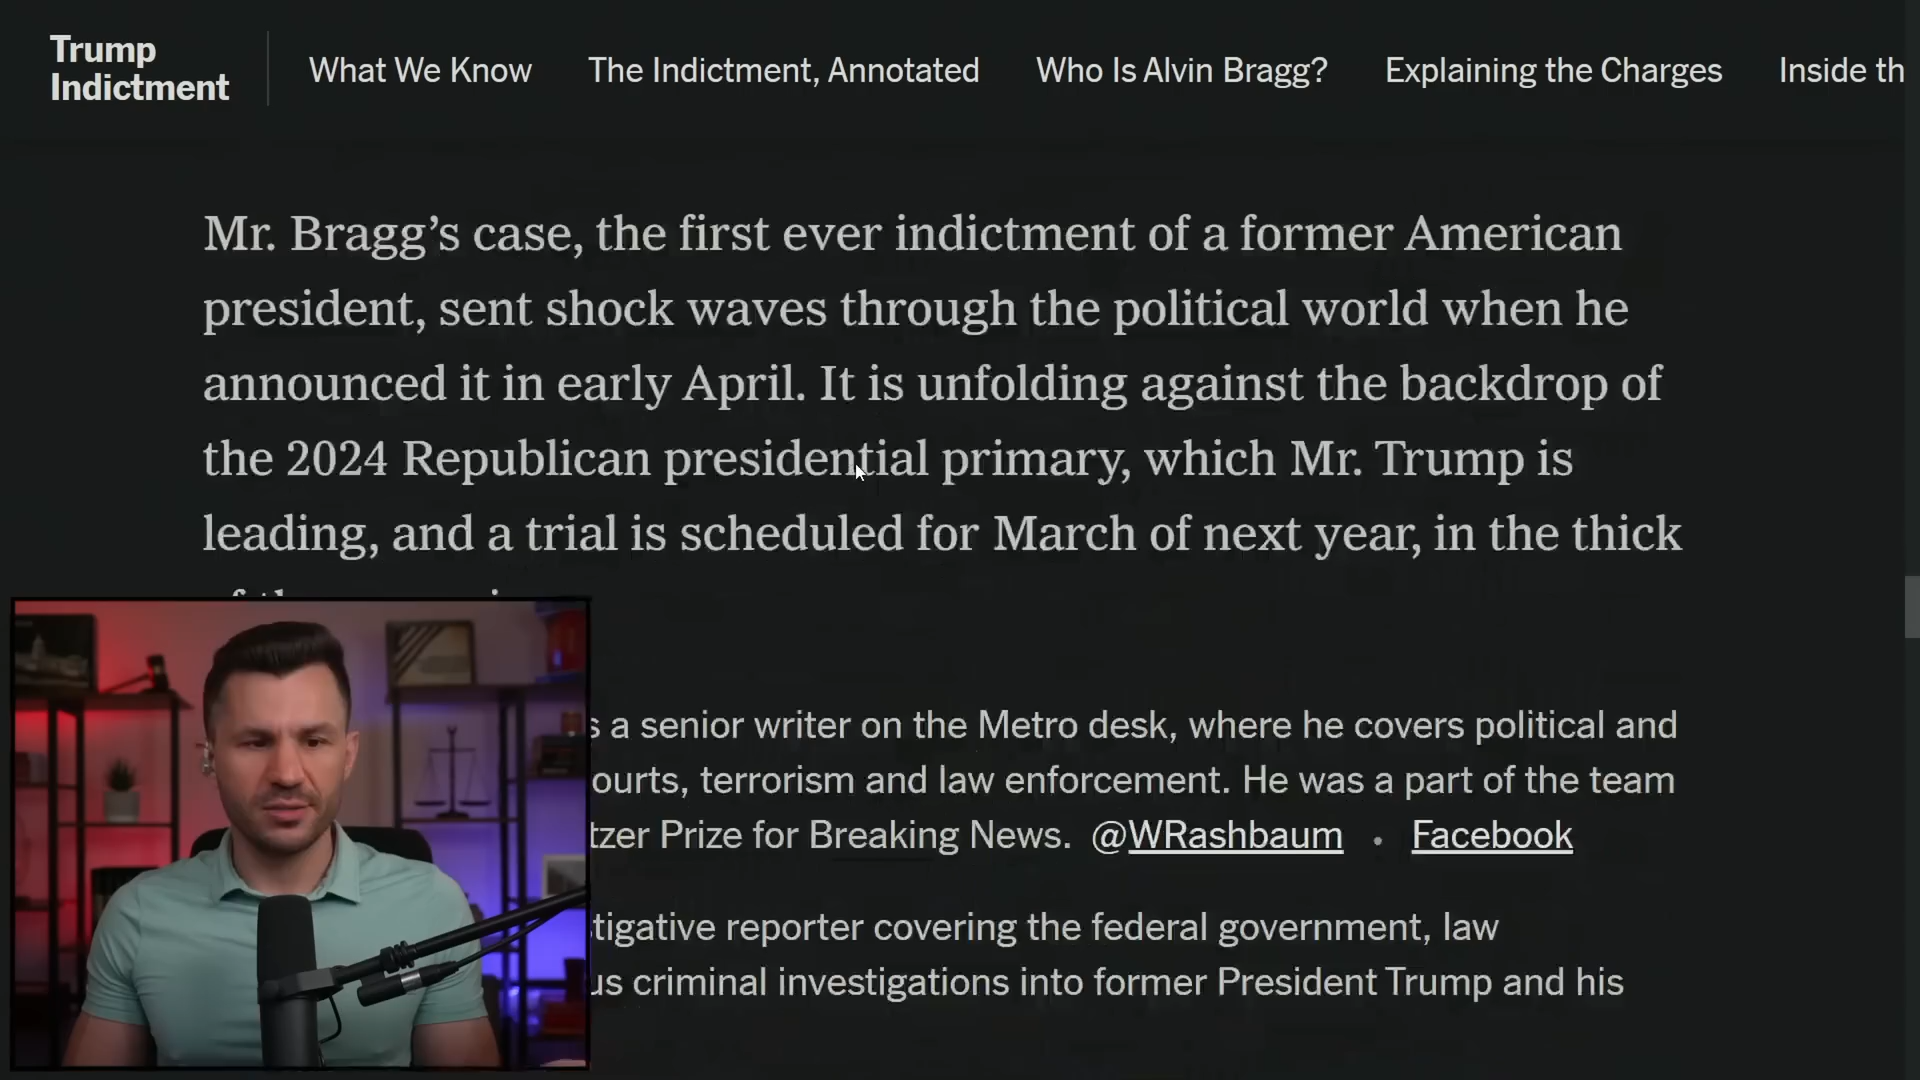 Trump
Indictment
What We Know
The Indictment, Annotated
Who Is Alvin Bragg?
Explaining the Charges
Inside th
Mr. Bragg’s case, the first ever indictment of a former American
president, sent shock waves through the political world when he
announced it in early April. It is unfolding against the backdrop of
the 2024 Republican presidential primary, which Mr. Trump is
leading, and a trial is scheduled for March of next year, in the thick
s a senior writer on the Metro desk, where he covers political and
ourts, terrorism and law enforcement. He was a part of the team
tzer Prize for Breaking News. @WRashbaum • Facebook
tigative reporter covering the federal government, law
us criminal investigations into former President Trump and his